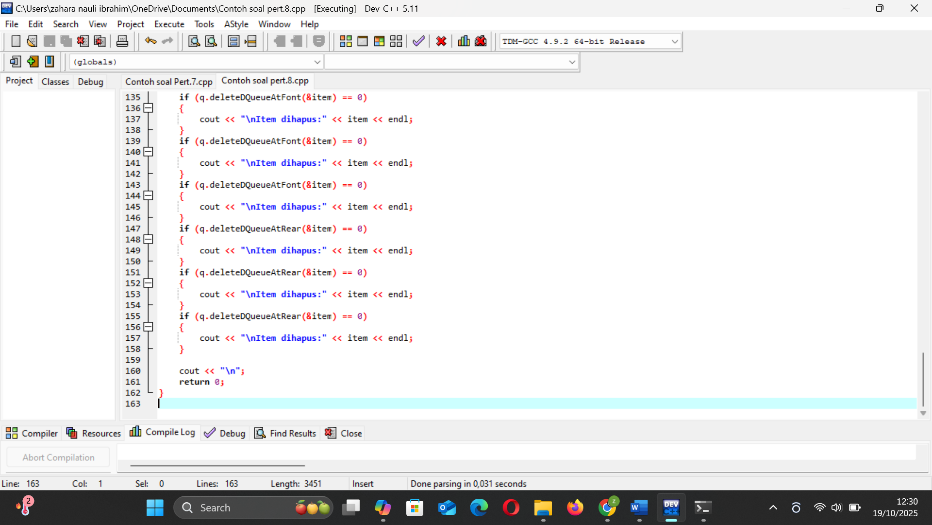 C:\Users\zahara nauli ibrahim\OneDrive\Documents\Contoh soal pert.8.cpp - [Executing] - Dev-C++ 5.11
File Edit Search View Project Execute Tools AStyle Window Help
TDM-GCC 4.9.2 64-bit Release
(globals)
Project Classes Debug Contoh soal Pert.7.cpp Contoh soal pert.8.cpp
135 if (q.deleteDQueueAtFont(&item) == 0)
136 {
137 cout << "\nItem dihapus:" << item << endl;
138 }
139 if (q.deleteDQueueAtFont(&item) == 0)
140 {
141 cout << "\nItem dihapus:" << item << endl;
142 }
143 if (q.deleteDQueueAtFont(&item) == 0)
144 {
145 cout << "\nItem dihapus:" << item << endl;
146 }
147 if (q.deleteDQueueAtRear(&item) == 0)
148 {
149 cout << "\nItem dihapus:" << item << endl;
150 }
151 if (q.deleteDQueueAtRear(&item) == 0)
152 {
153 cout << "\nItem dihapus:" << item << endl;
154 }
155 if (q.deleteDQueueAtRear(&item) == 0)
156 {
157 cout << "\nItem dihapus:" << item << endl;
158 }
159
160 cout << "\n";
161 return 0;
162 }
163
Compiler Resources Compile Log Debug Find Results Close
Abort Compilation
Line: 163 Col: 1 Sel: 0 Lines: 163 Length: 3451 Insert Done parsing in 0,031 seconds
2 Search 2 12:30
19/10/2025